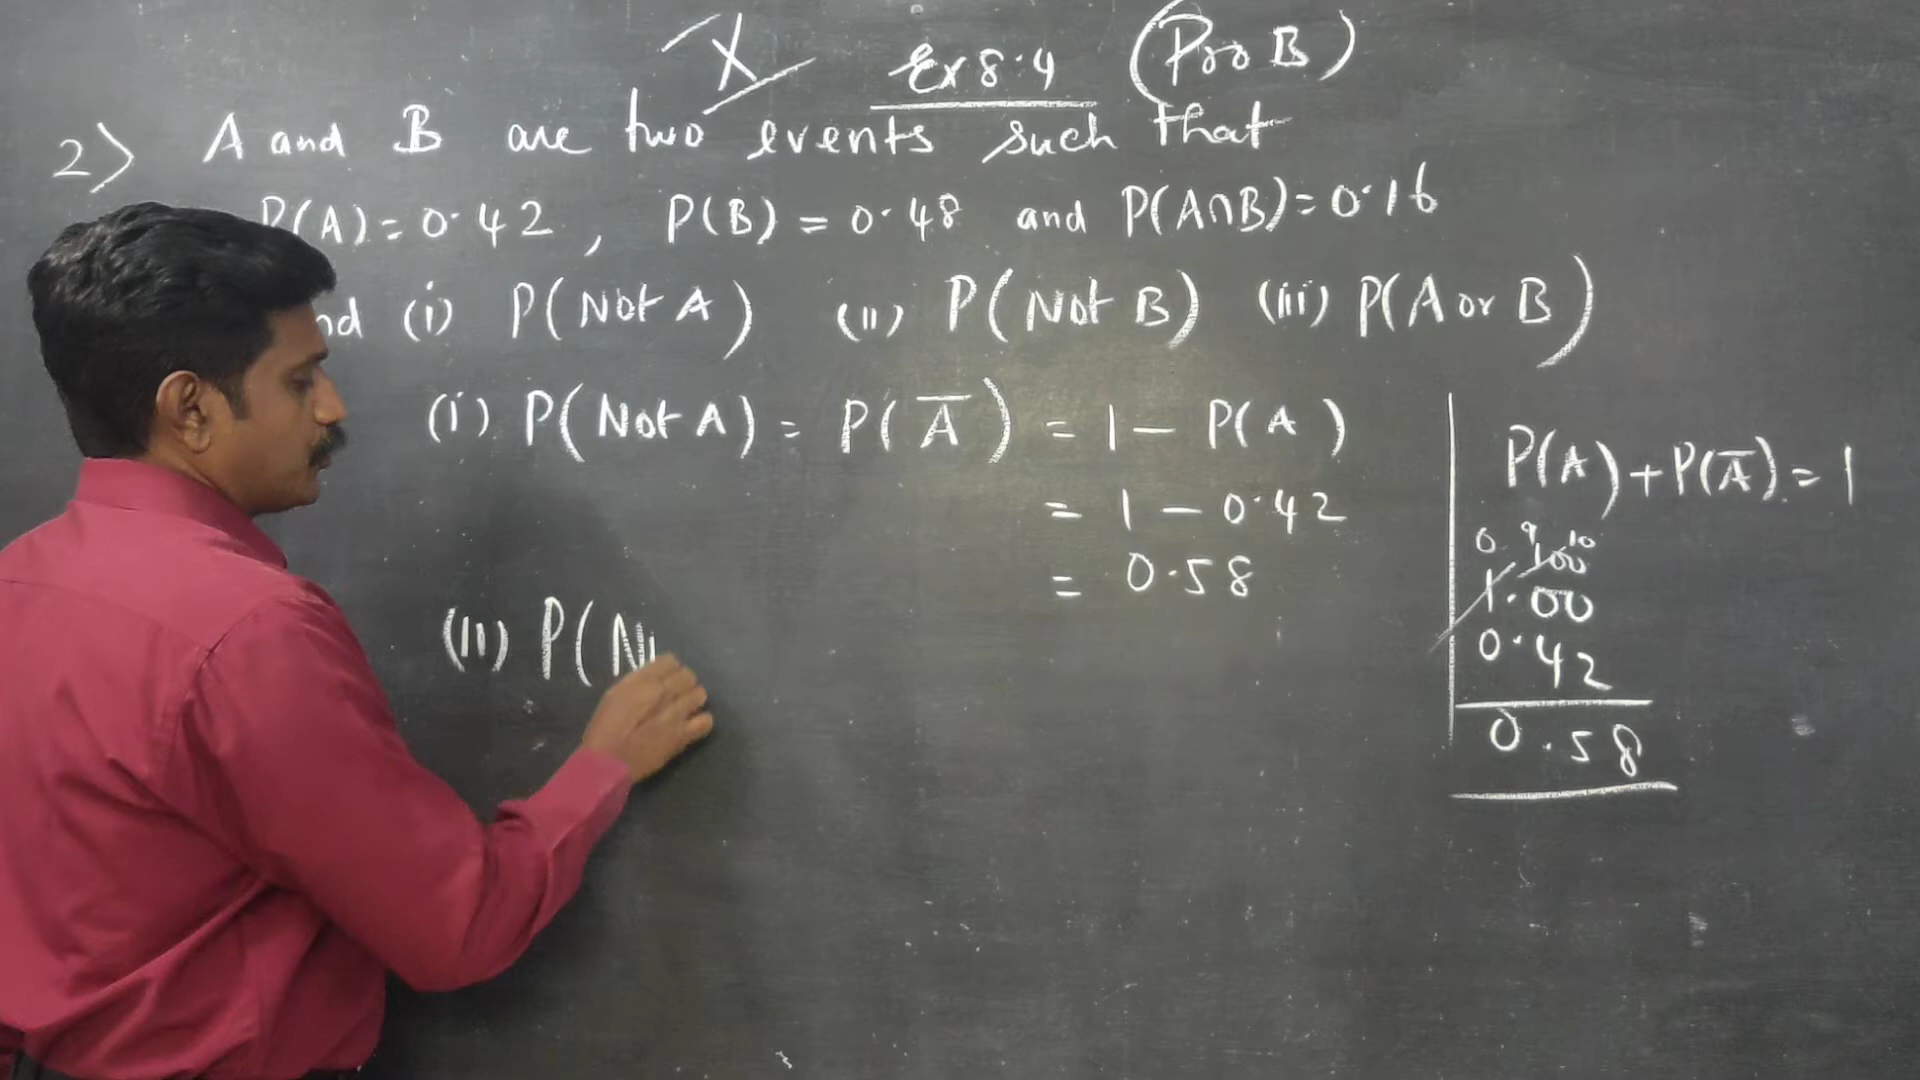 X Ex 8.4 (ProB)
2) A and B are two events such that
P(A) = 0.42, P(B) = 0.48 and P(A∩B) = 0.16
nd (i) P(Not A) (ii) P(Not B) (iii) P(A or B)
(i) P(Not A) = P(A̅) = 1 - P(A)
= 1 - 0.42
= 0.58
(ii) P(N
P(A) + P(A̅) = 1
0 9 10
100
1.00
0.42
0.58